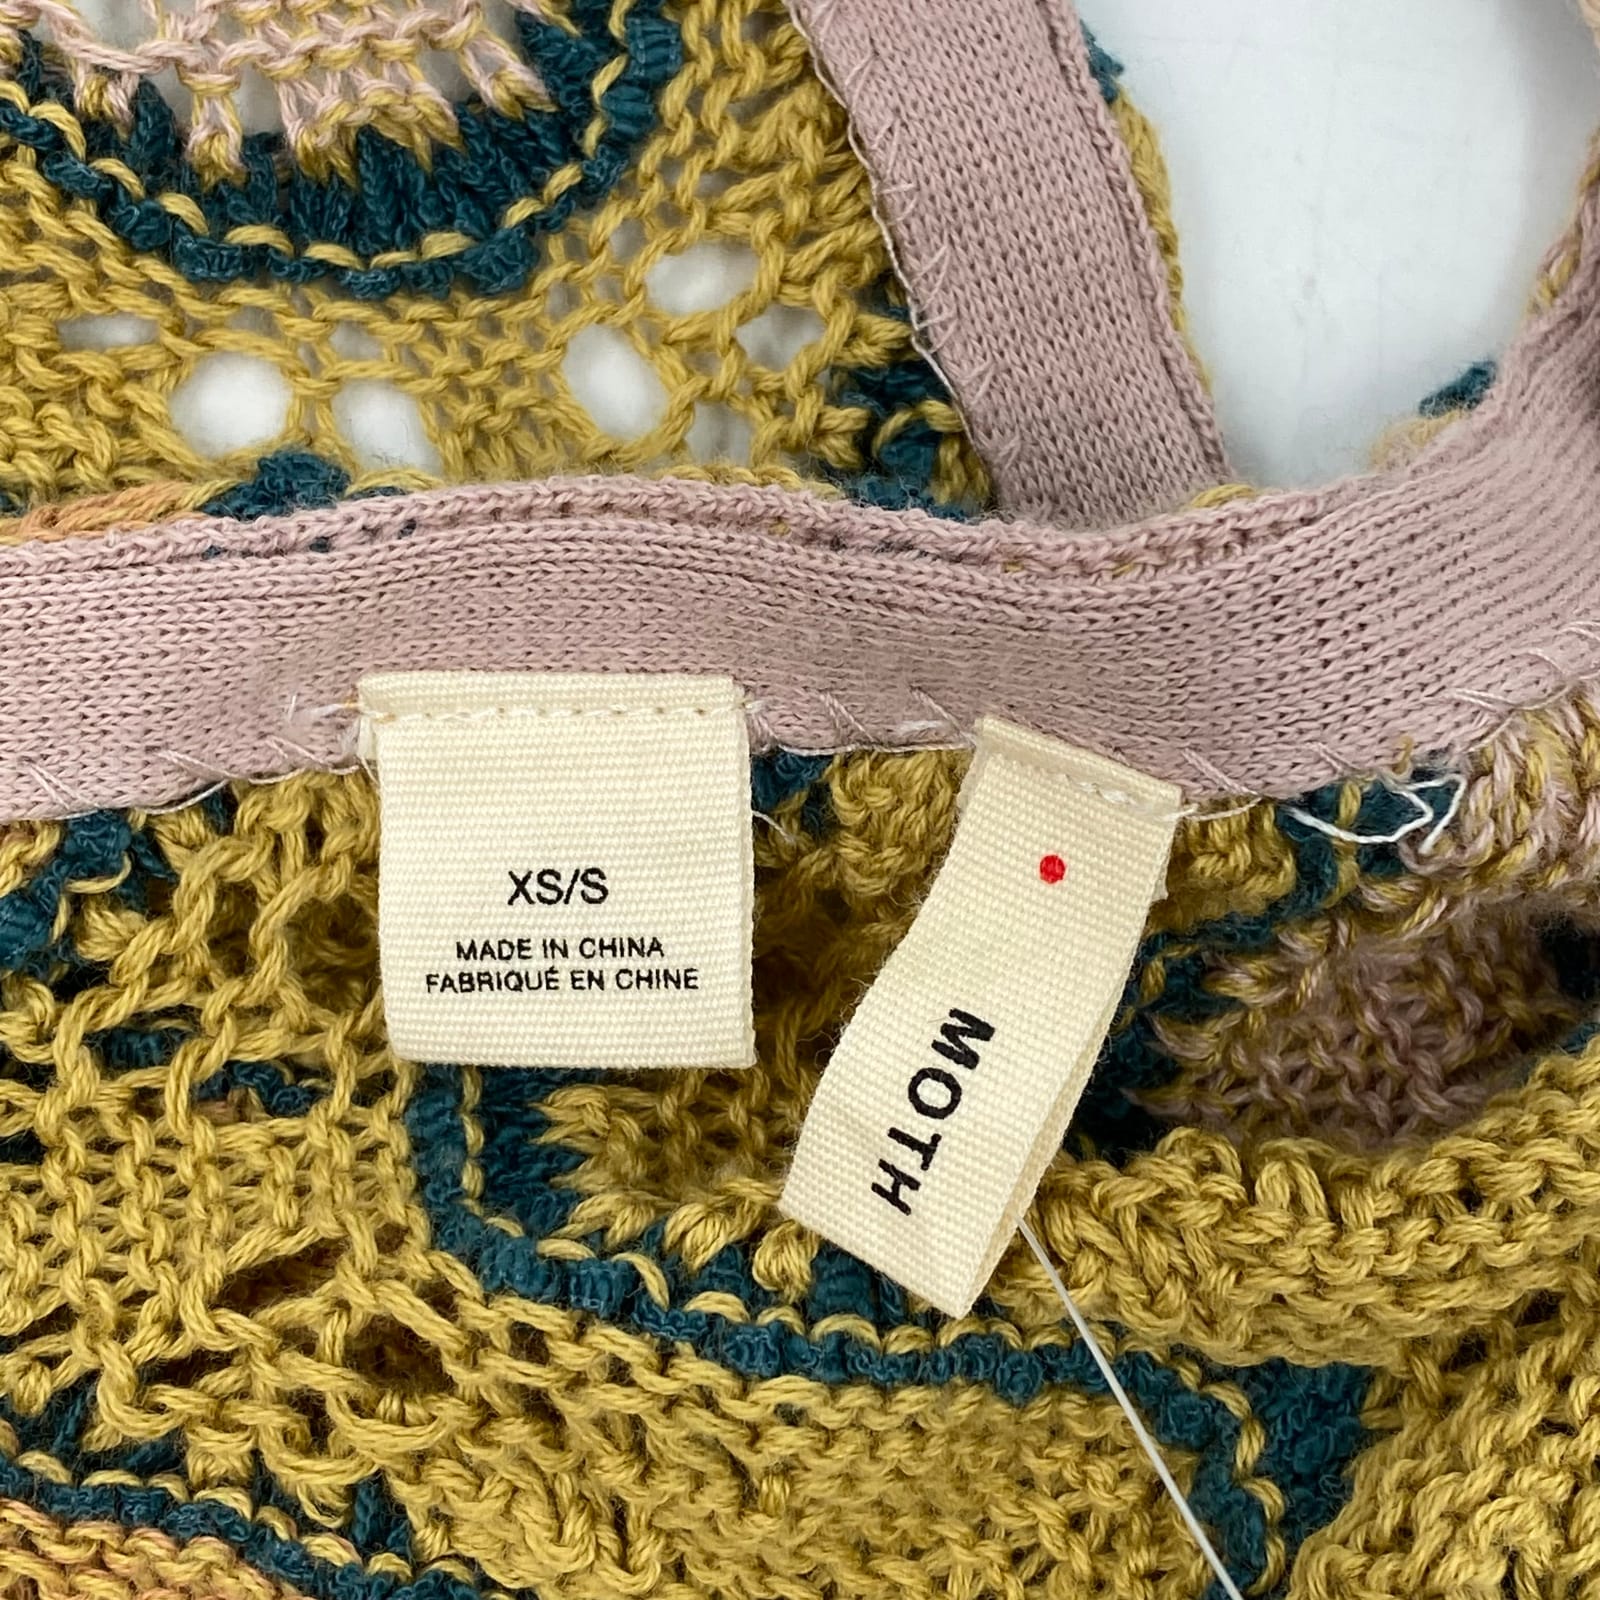 XS/S
MADE IN CHINA
FABRIQUÉ EN CHINE
MOTH